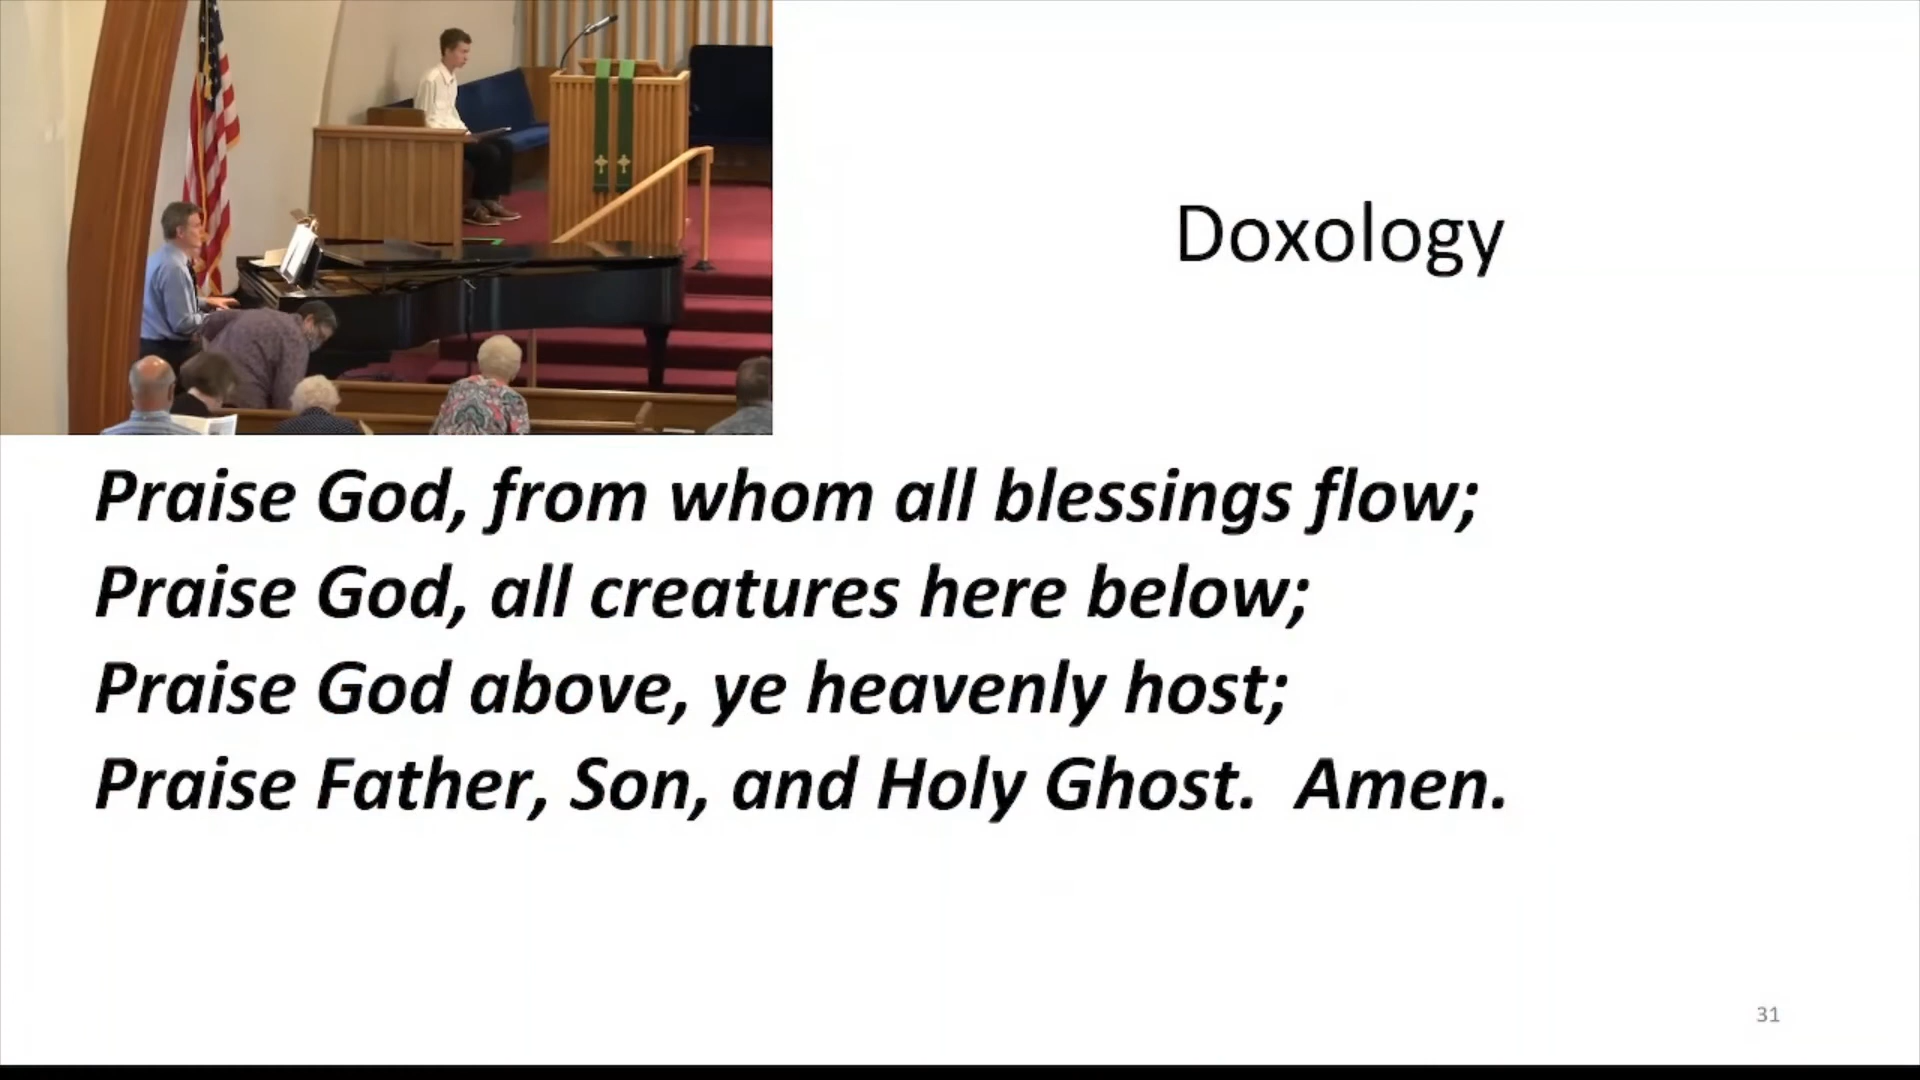 Doxology
Praise God, from whom all blessings flow;
Praise God, all creatures here below;
Praise God above, ye heavenly host;
Praise Father, Son, and Holy Ghost. Amen.
31